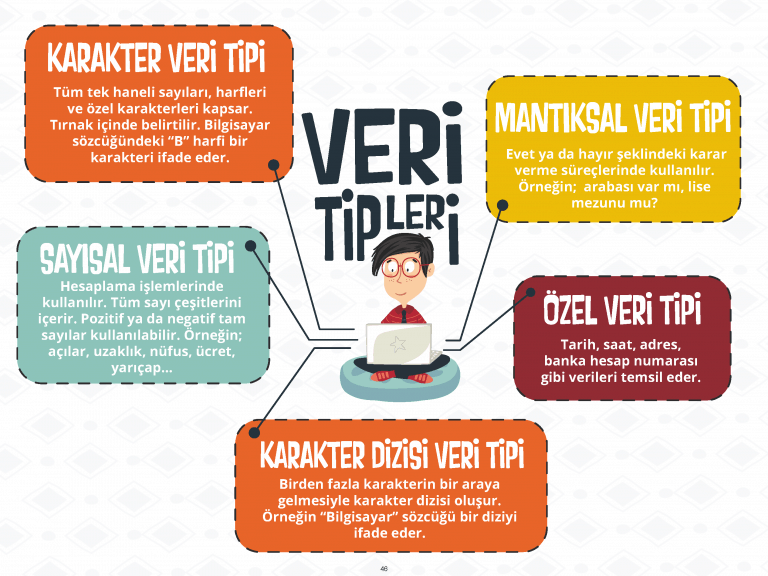 KARAKTER VERİ TİPİ
Tüm tek haneli sayıları, harfleri
ve özel karakterleri kapsar.
Tırnak içinde belirtilir. Bilgisayar
sözcüğündeki “B” harfi bir
karakteri ifade eder.
VERİ
TİPLERİ
MANTIKSAL VERİ TİPİ
Evet ya da hayır şeklindeki karar
verme süreçlerinde kullanılır.
Örneğin;  arabası var mı, lise
mezunu mu?
SAYISAL VERİ TİPİ
Hesaplama işlemlerinde
kullanılır. Tüm sayı çeşitlerini
içerir. Pozitif ya da negatif tam
sayılar kullanılabilir. Örneğin;
açılar, uzaklık, nüfus, ücret,
yarıçap...
ÖZEL VERİ TİPİ
Tarih, saat, adres,
banka hesap numarası
gibi verileri temsil eder.
KARAKTER DİZİSİ VERİ TİPİ
Birden fazla karakterin bir araya
gelmesiyle karakter dizisi oluşur.
Örneğin “Bilgisayar” sözcüğü bir diziyi
ifade eder.
46